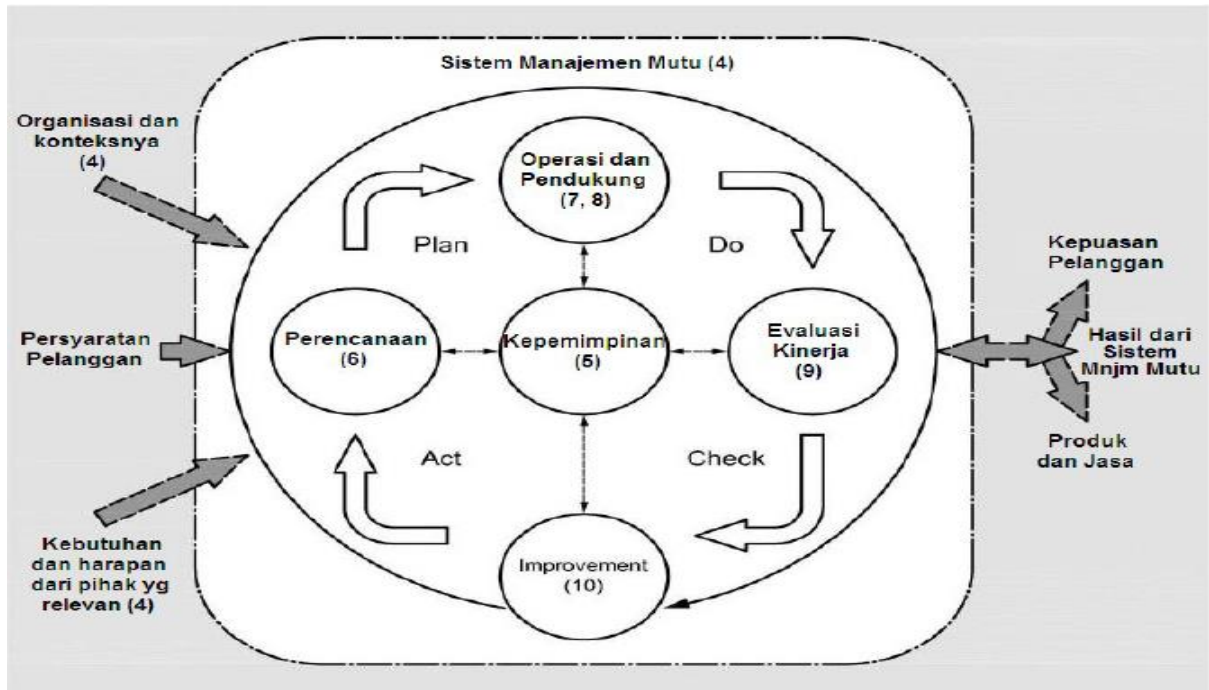 Sistem Manajemen Mutu (4)
Organisasi dan
konteksnya
(4)
Operasi dan
Pendukung
(7, 8)
Plan
Do
Kepuasan
Pelanggan
Persyaratan
Pelanggan
Perencanaan
(6)
Kepemimpinan
(5)
Evaluasi
Kinerja
(9)
Hasil dari
Sistem
Mnjm Mutu
Act
Check
Produk
dan Jasa
Kebutuhan
dan harapan
dari pihak yg
relevan (4)
Improvement
(10)